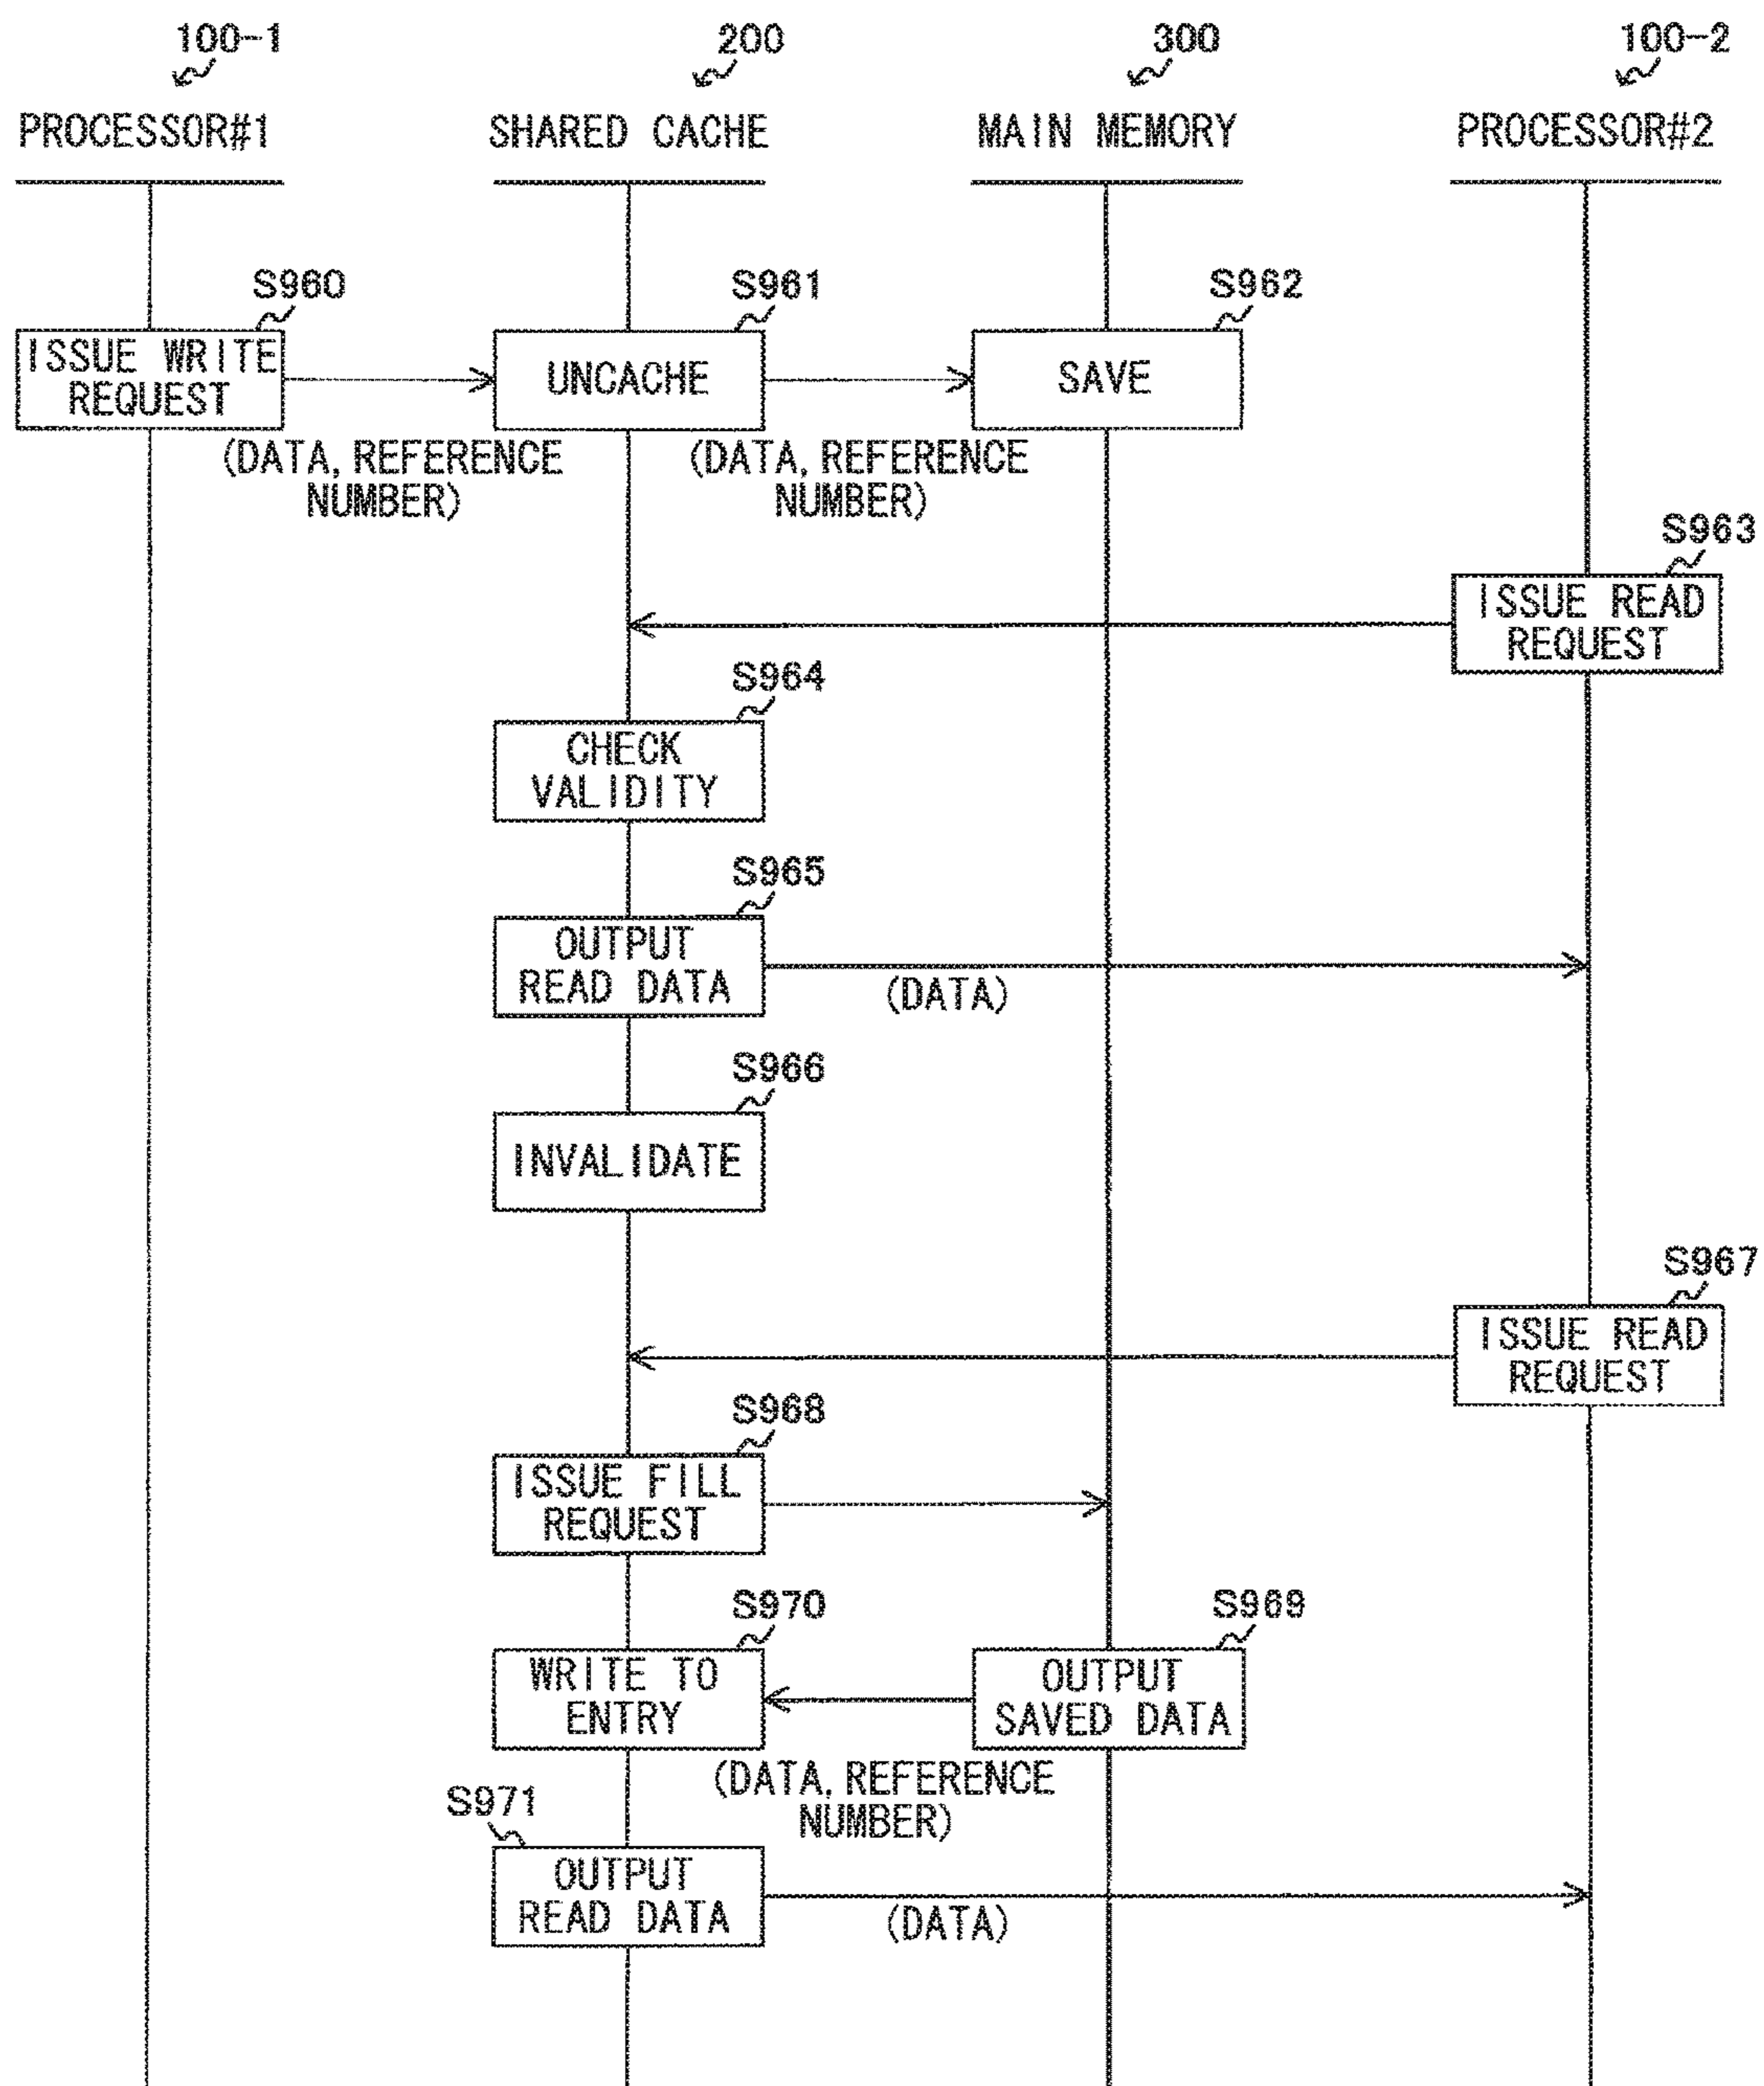 100-1
200
300
100-2
PROCESSOR#1
SHARED CACHE
MAIN MEMORY
PROCESSOR#2
S960
S961
S962
ISSUE WRITE
REQUEST
UNCACHE
SAVE
(DATA, REFERENCE
NUMBER)
(DATA, REFERENCE
NUMBER)
S963
ISSUE READ
REQUEST
S964
CHECK
VALIDITY
S965
OUTPUT
READ DATA
(DATA)
S966
INVALIDATE
S967
ISSUE READ
REQUEST
S968
ISSUE FILL
REQUEST
S970
S969
WRITE TO
ENTRY
OUTPUT
SAVED DATA
(DATA, REFERENCE
NUMBER)
S971
OUTPUT
READ DATA
(DATA)